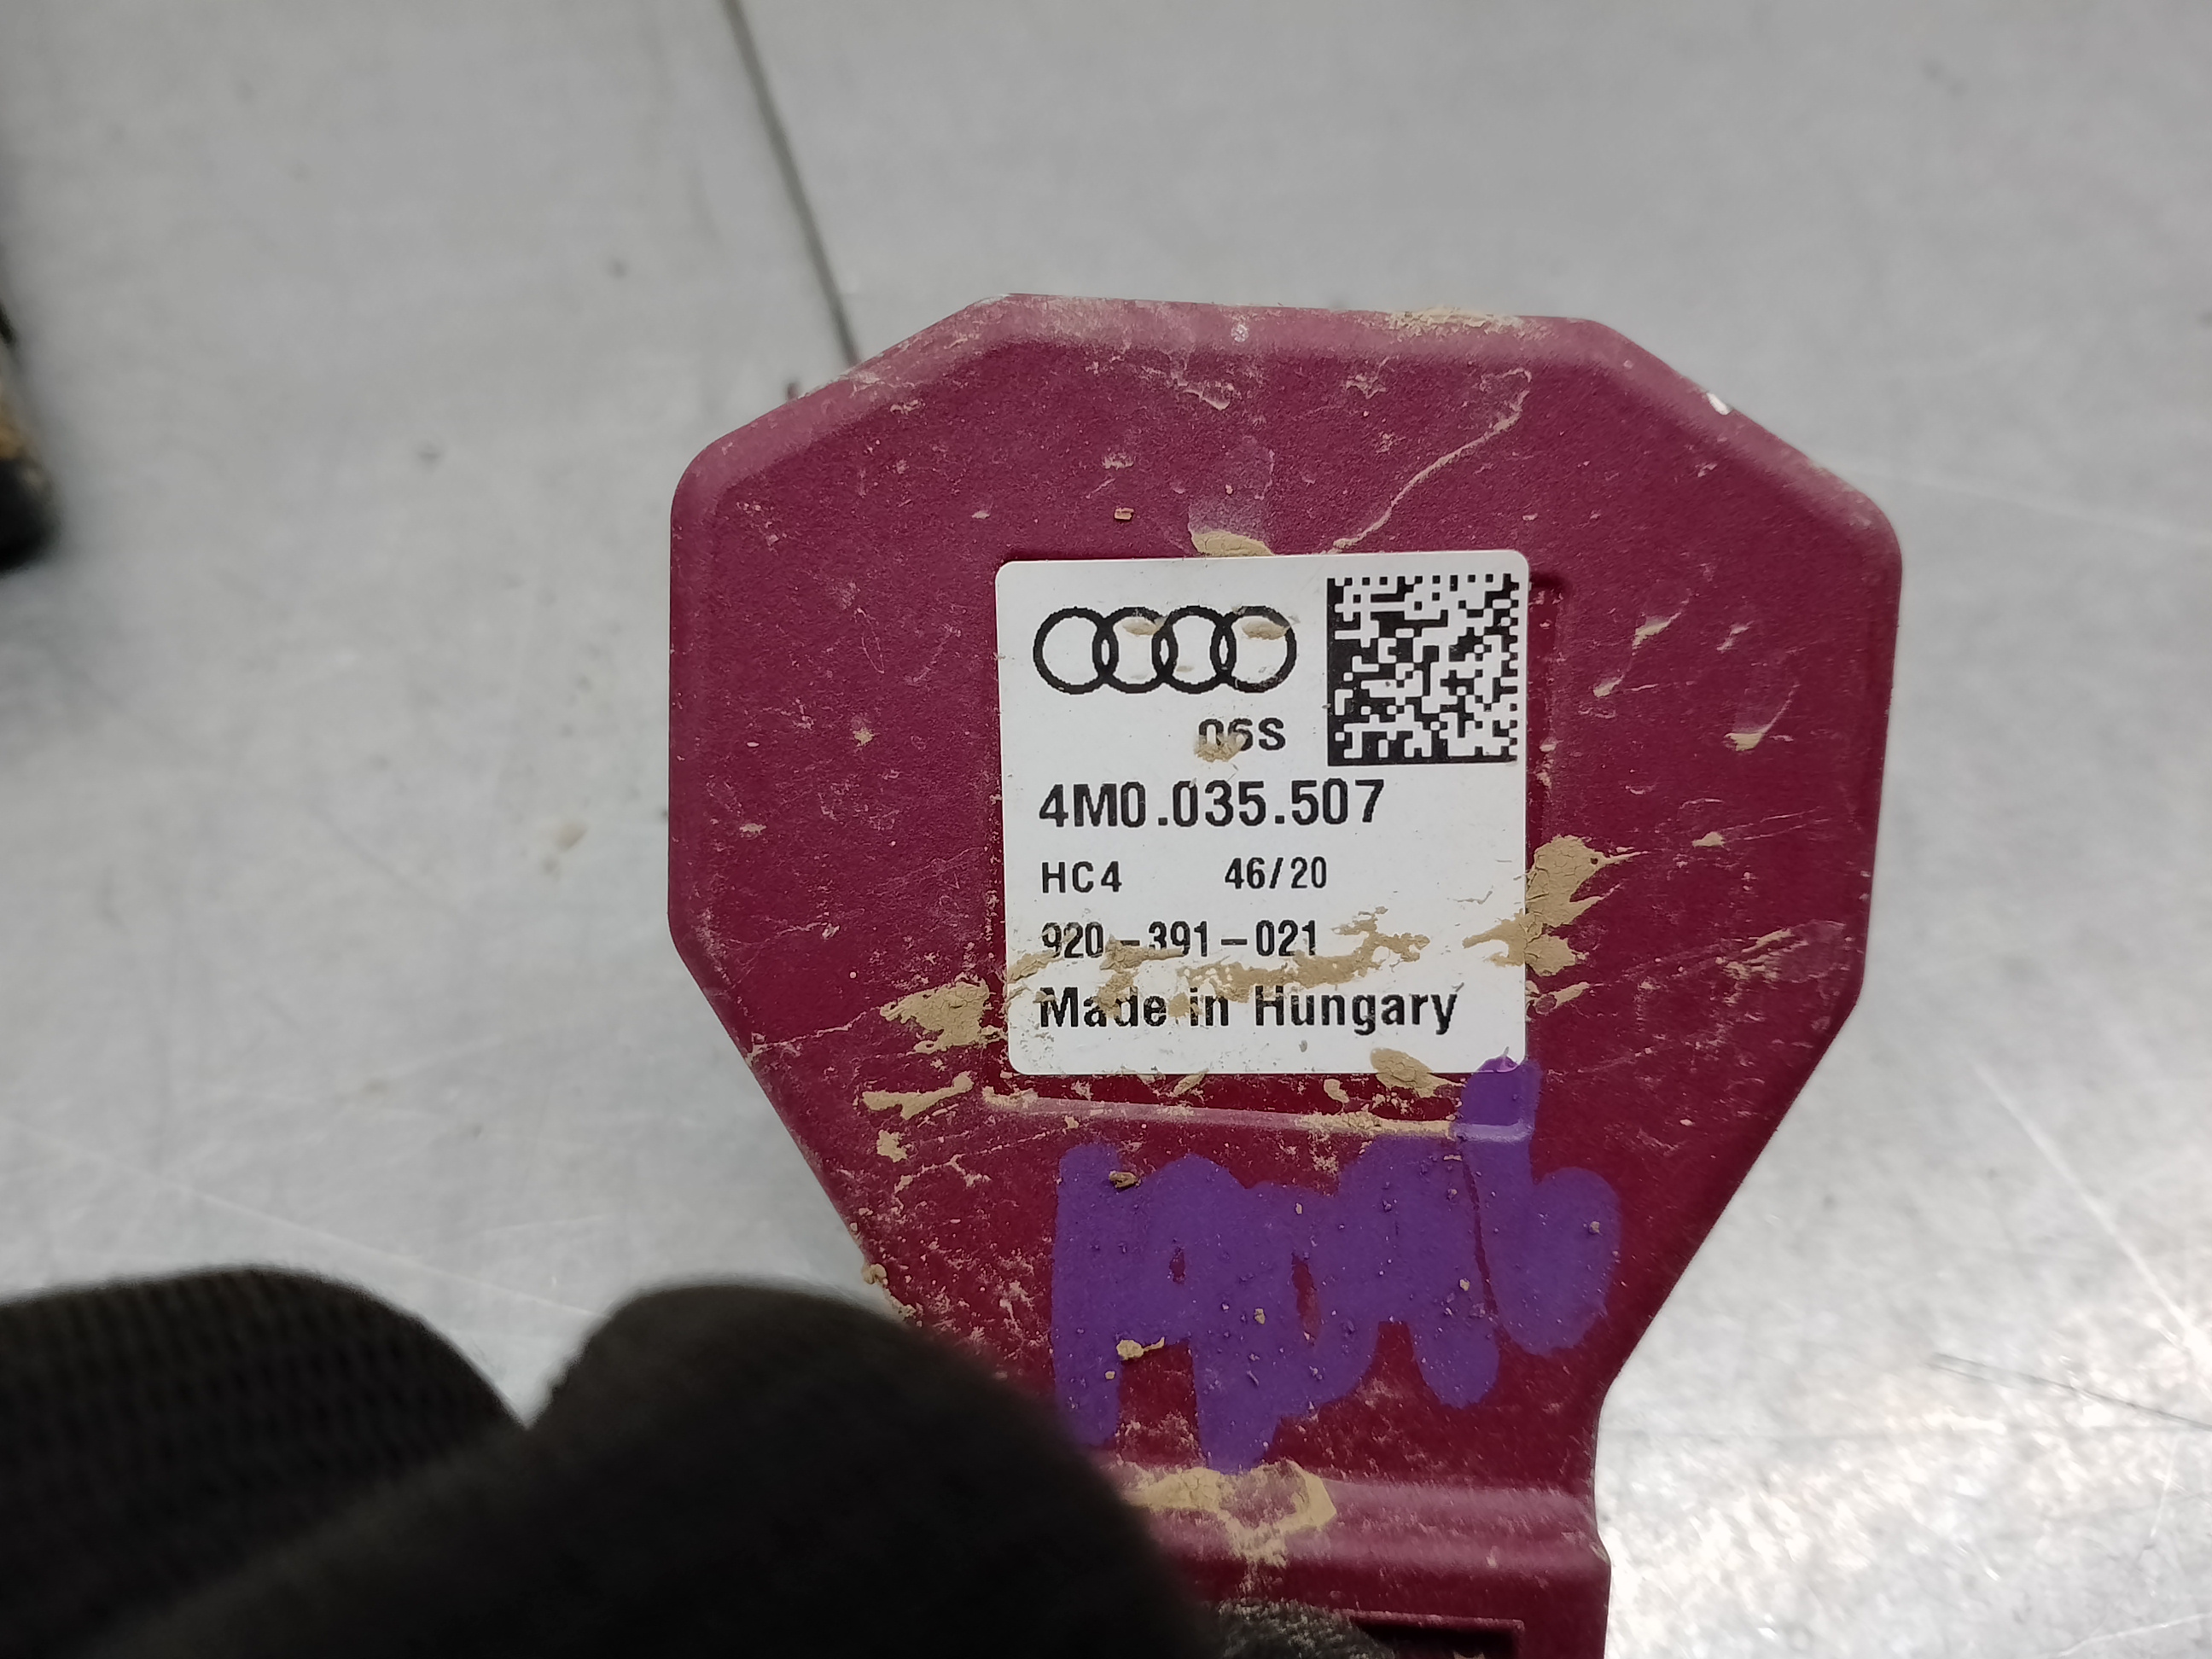 06S
4M0.035.507
HC4 46/20
920-391-021
Made in Hungary